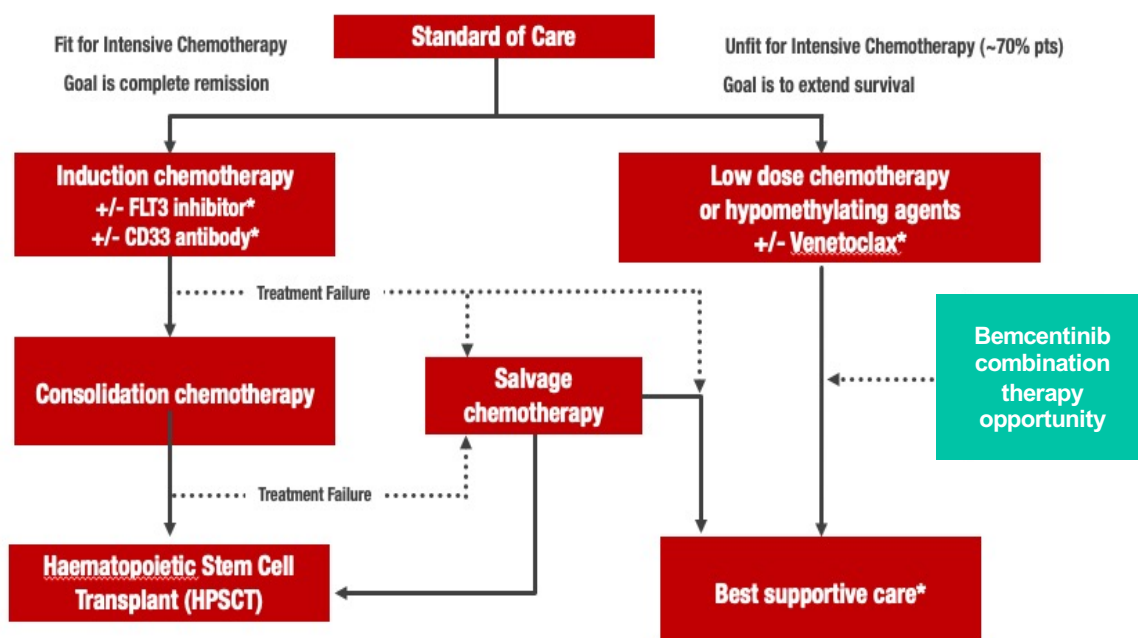 Standard of Care
Fit for Intensive Chemotherapy
Goal is complete remission
Unfit for Intensive Chemotherapy (~70% pts)
Goal is to extend survival
Induction chemotherapy
+/- FLT3 inhibitor*
+/- CD33 antibody*
Low dose chemotherapy
or hypomethylating agents
+/- Venetoclax*
Treatment Failure
Bemcentinib
combination
therapy
opportunity
Consolidation chemotherapy
Salvage
chemotherapy
Treatment Failure
Haematopoietic Stem Cell
Transplant (HPSCT)
Best supportive care*